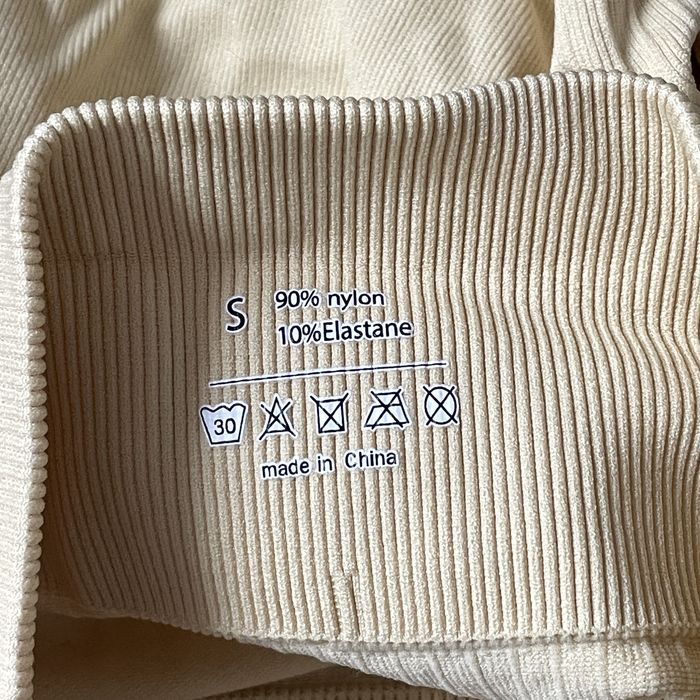 S
90% nylon
10%Elastane
30
made in China